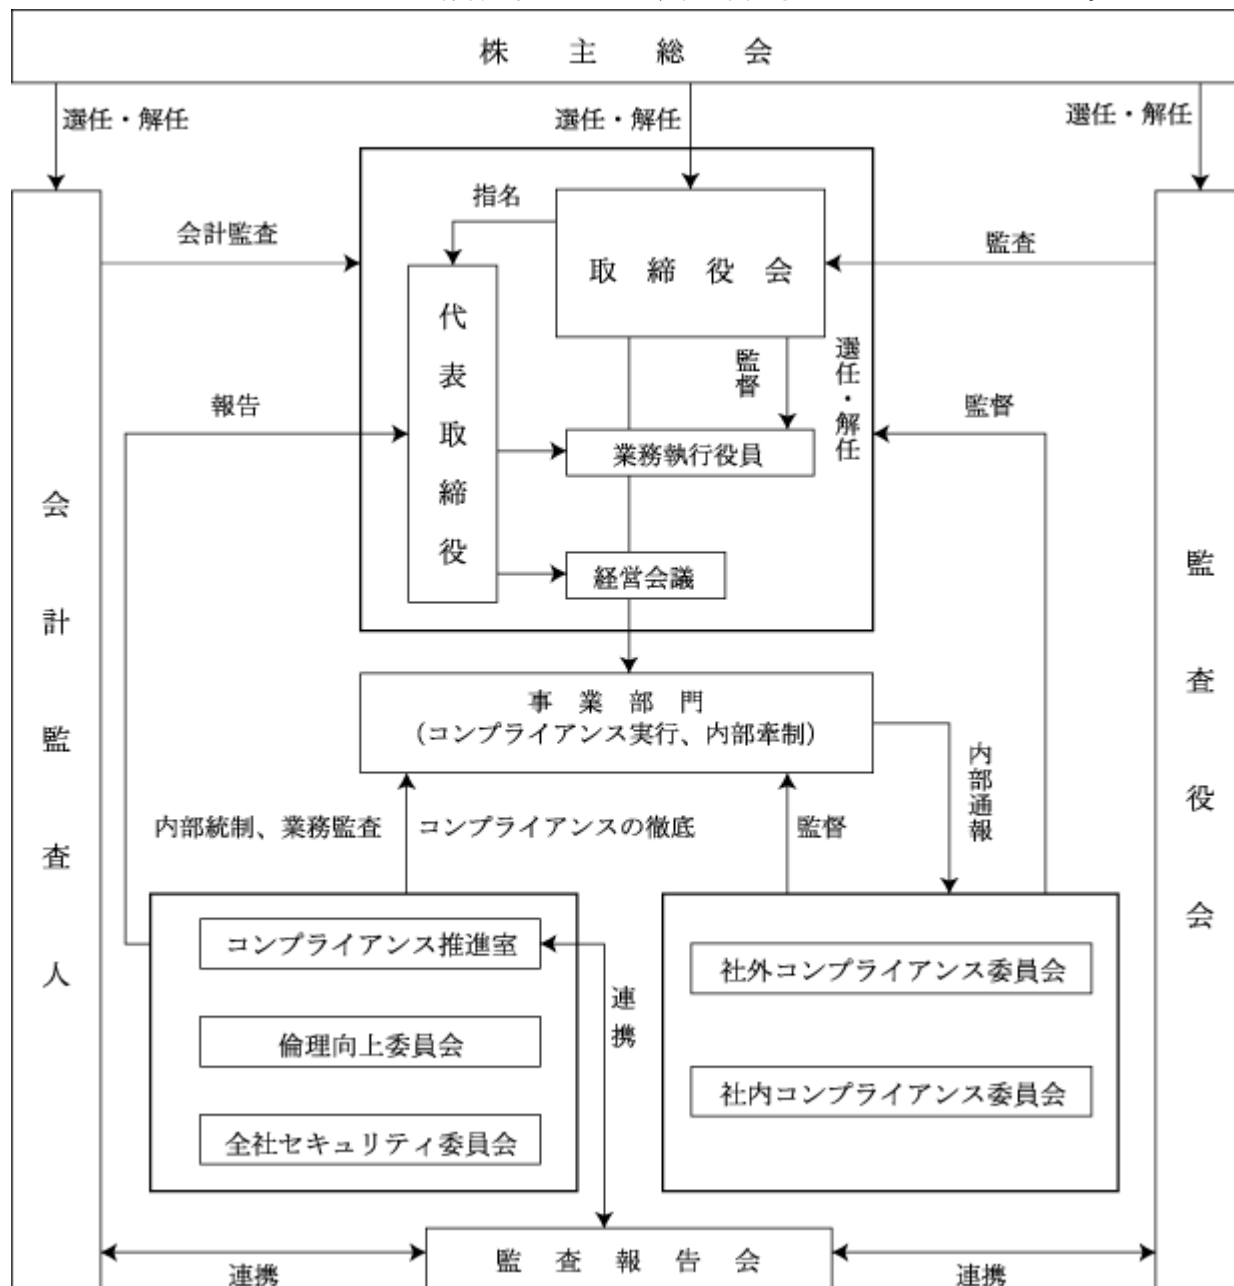 株主総会
選任・解任
選任・解任
選任・解任
指名
会計監査
取締役会
監査
代表取締役
監督
選任・解任
報告
監督
業務執行役員
会計監査人
経営会議
監査役会
事業部門
(コンプライアンス実行、内部牽制)
内部通報
内部統制、業務監査
コンプライアンスの徹底
監督
コンプライアンス推進室
社外コンプライアンス委員会
連携
倫理向上委員会
社内コンプライアンス委員会
全社セキュリティ委員会
監査報告会
連携
連携